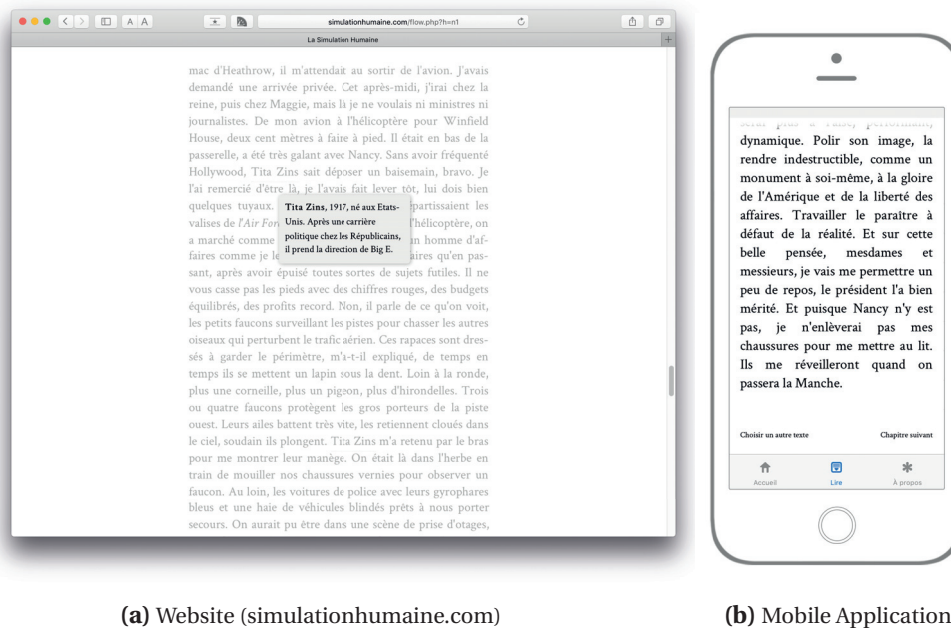 A A
simulationhumaine.com/flow.php?h=n1
La Simulation Humaine
mac d'Heathrow, il m'attendait au sortir de l'avion. J'avais
demandé une arrivée privée. Cet après-midi, j'irai chez la
reine, puis chez Maggie, mais là je ne voulais ni ministres ni
journalistes. De mon avion à l'hélicoptère pour Winfield
House, deux cent mètres à faire à pied. Il était en bas de la
passerelle, a été très galant avec Nancy. Sans avoir fréquenté
Hollywood, Tita Zins sait déposer un baisemain, bravo. Je
l'ai remercié d'être là, je l'avais fait lever tôt, lui dois bien
quelques tuyaux. épartissaient les
valises de l'Air For l'hélicoptère, on
a marché comme un homme d'af-
faires comme je le aires qu'en pas-
Tita Zins, 1917, né aux Etats-
Unis. Après une carrière
politique chez les Républicains,
il prend la direction de Big E.
sant, après avoir épuisé toutes sortes de sujets futiles. Il ne
vous casse pas les pieds avec des chiffres rouges, des budgets
équilibrés, des profits record. Non, il parle de ce qu'on voit,
les petits faucons surveillant les pistes pour chasser les autres
oiseaux qui perturbent le trafic aérien. Ces rapaces sont dres-
sés à garder le périmètre, m'a-t-il expliqué, de temps en
temps ils se mettent un lapin sous la dent. Loin à la ronde,
plus une corneille, plus un pigeon, plus d'hirondelles. Trois
ou quatre faucons protègent les gros porteurs de la piste
ouest. Leurs ailes battent très vite, les retiennent cloués dans
le ciel, soudain ils plongent. Tita Zins m'a retenu par le bras
pour me montrer leur manège. On était là dans l'herbe en
train de mouiller nos chaussures vernies pour observer un
faucon. Au loin, les voitures de police avec leurs gyrophares
bleus et une haie de véhicules blindés prêts à nous porter
secours. On aurait pu être dans une scène de prise d'otages,
(a) Website (simulationhumaine.com)
dynamique. Polir son image, la
rendre indestructible, comme un
monument à soi-même, à la gloire
de l'Amérique et de la liberté des
affaires. Travailler le paraître à
défaut de la réalité. Et sur cette
belle pensée, mesdames et
messieurs, je vais me permettre un
peu de repos, le président l'a bien
mérité. Et puisque Nancy n'y est
pas, je n'enlèverai pas mes
chaussures pour me mettre au lit.
Ils me réveilleront quand on
passera la Manche.
Choisir un autre texte Chapitre suivant
Accueil Lire À propos
(b) Mobile Application